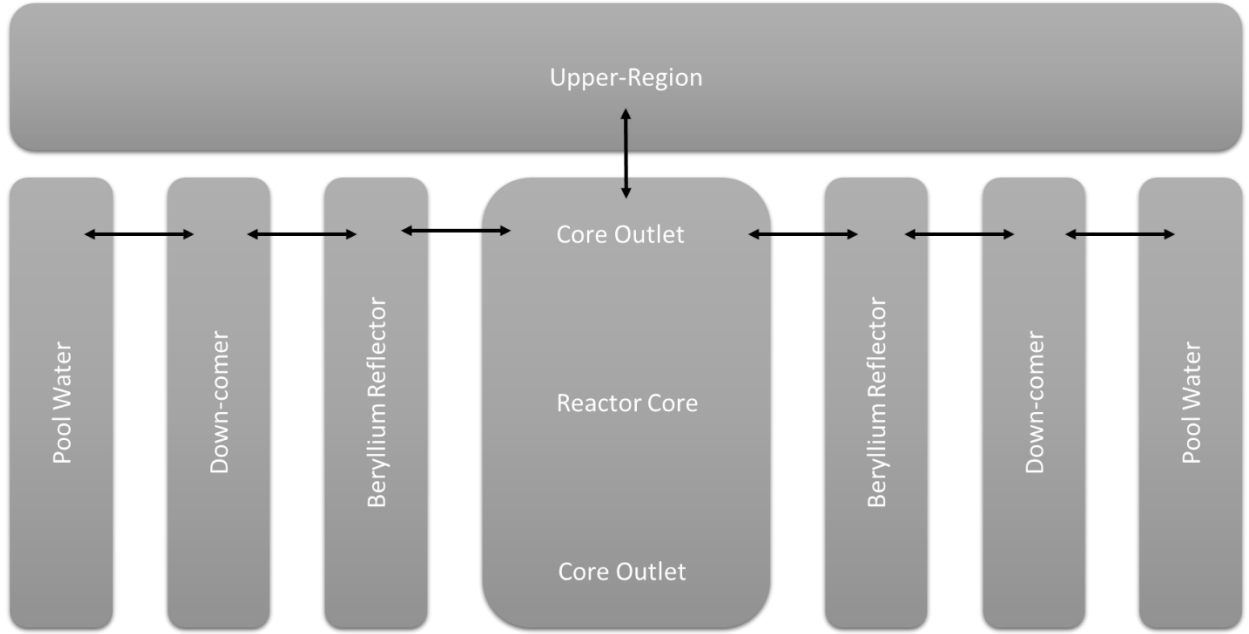 Upper-Region
Core Outlet
Pool Water
Down-comer
Beryllium Reflector
Reactor Core
Beryllium Reflector
Down-comer
Pool Water
Core Outlet